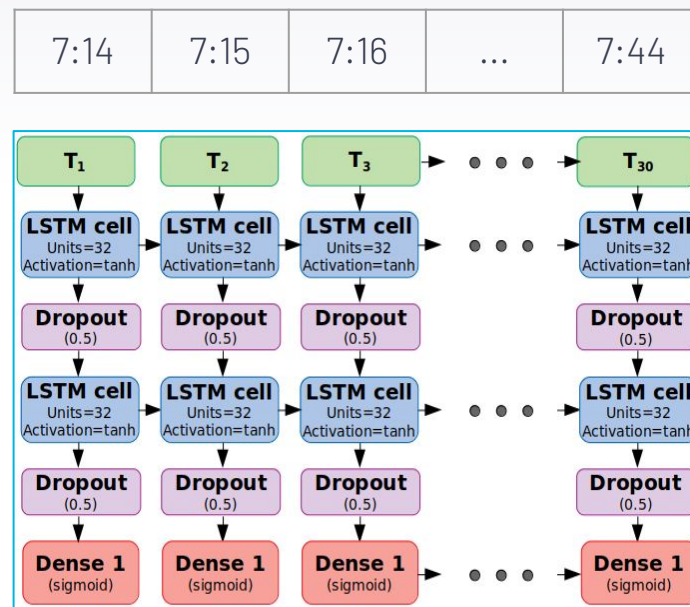 7:14 7:15 7:16 ... 7:44
T₁ T₂ T₃ T₃₀
LSTM cell LSTM cell LSTM cell LSTM cell
Units=32 Units=32 Units=32 Units=32
Activation=tanh Activation=tanh Activation=tanh Activation=tanh
Dropout Dropout Dropout Dropout
(0.5) (0.5) (0.5) (0.5)
LSTM cell LSTM cell LSTM cell LSTM cell
Units=32 Units=32 Units=32 Units=32
Activation=tanh Activation=tanh Activation=tanh Activation=tanh
Dropout Dropout Dropout Dropout
(0.5) (0.5) (0.5) (0.5)
Dense 1 Dense 1 Dense 1 Dense 1
(sigmoid) (sigmoid) (sigmoid) (sigmoid)